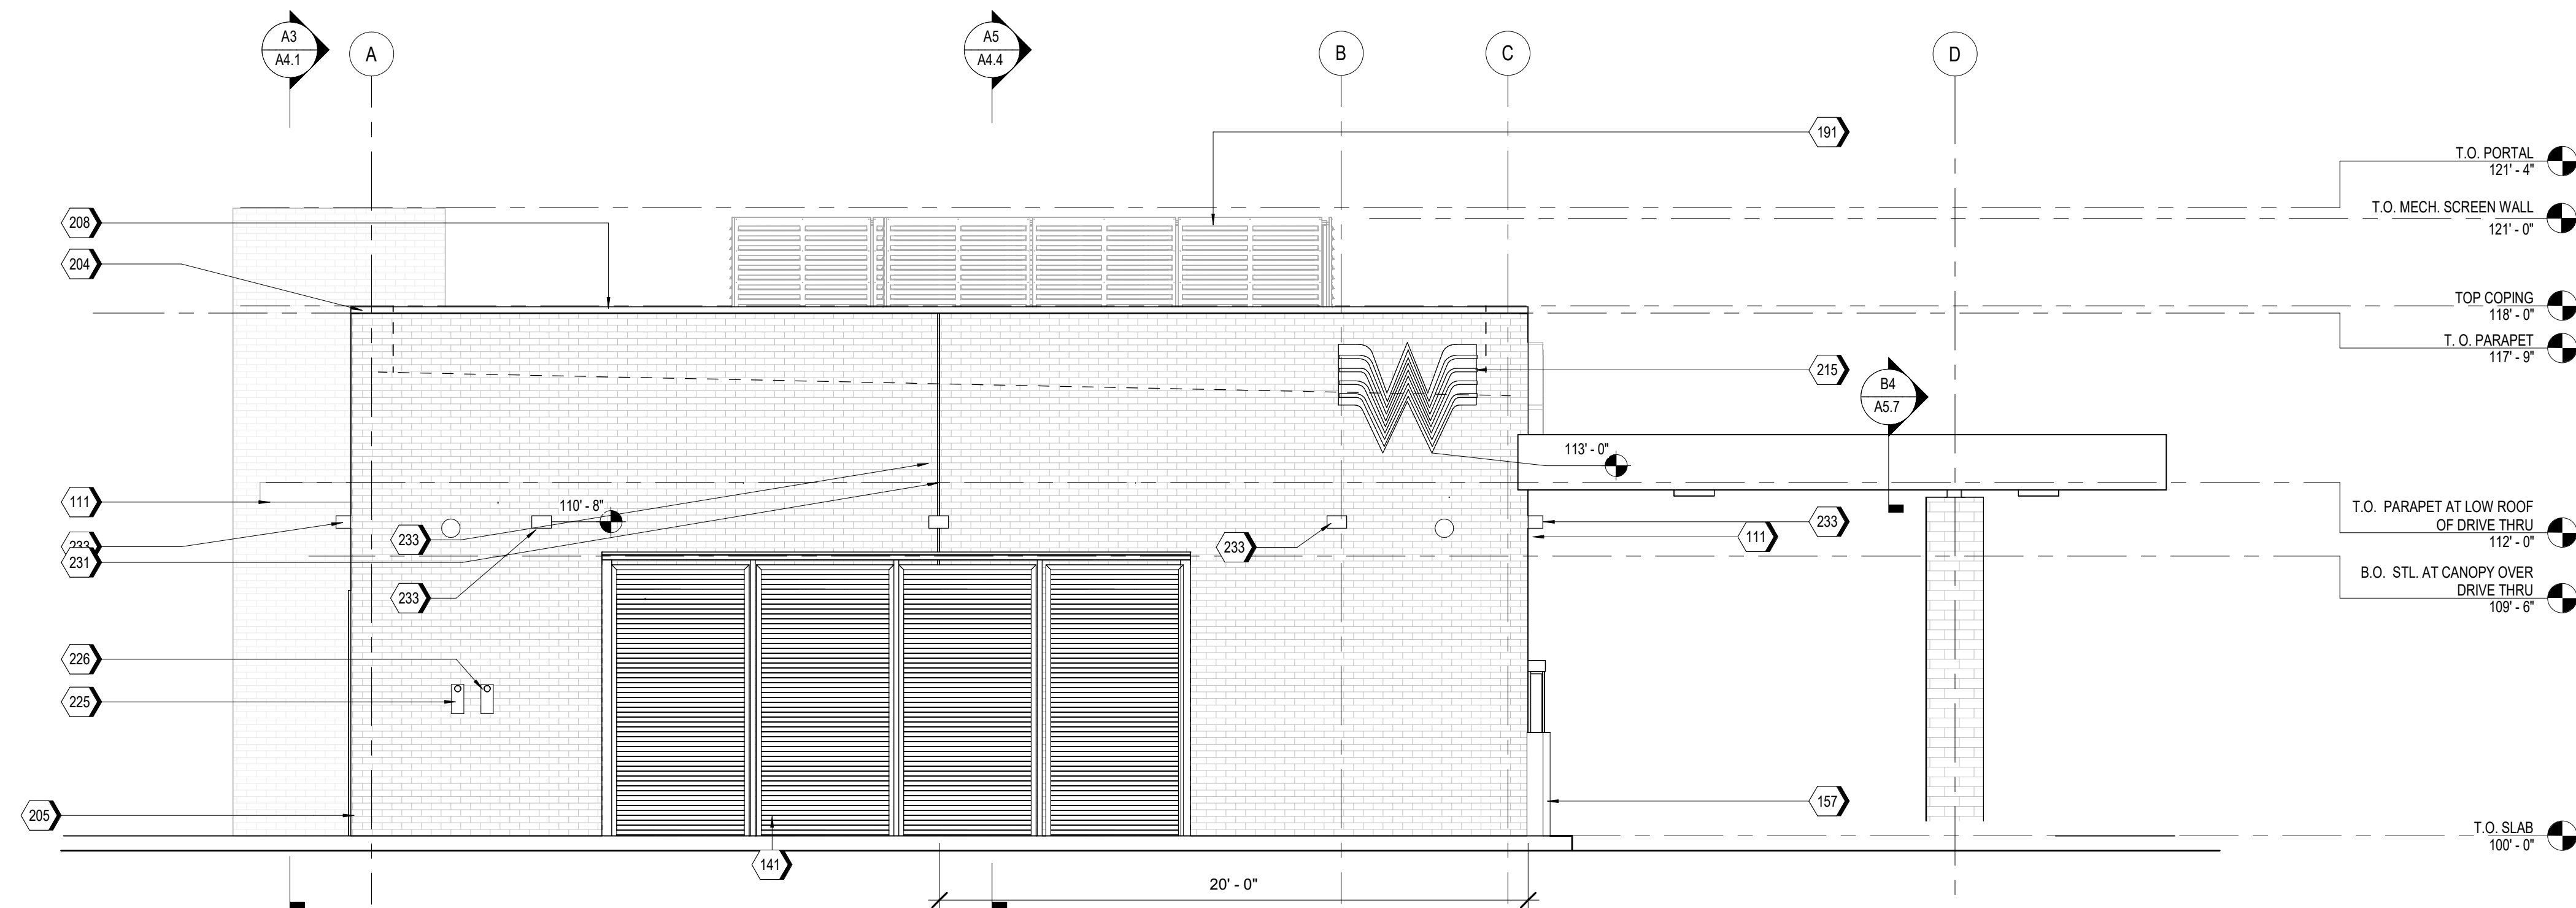 A3
A4.1
A
A5
A4.4
B
C
D
191
T.O. PORTAL
121' - 4"
T.O. MECH. SCREEN WALL
121' - 0"
208
204
TOP COPING
118' - 0"
T. O. PARAPET
117' - 9"
215
B4
A5.7
113' - 0"
111
110' - 8"
233
233
231
233
233
233
111
T.O. PARAPET AT LOW ROOF
OF DRIVE THRU
112' - 0"
B.O. STL. AT CANOPY OVER
DRIVE THRU
109' - 6"
233
226
225
205
157
141
T.O. SLAB
100' - 0"
20' - 0"